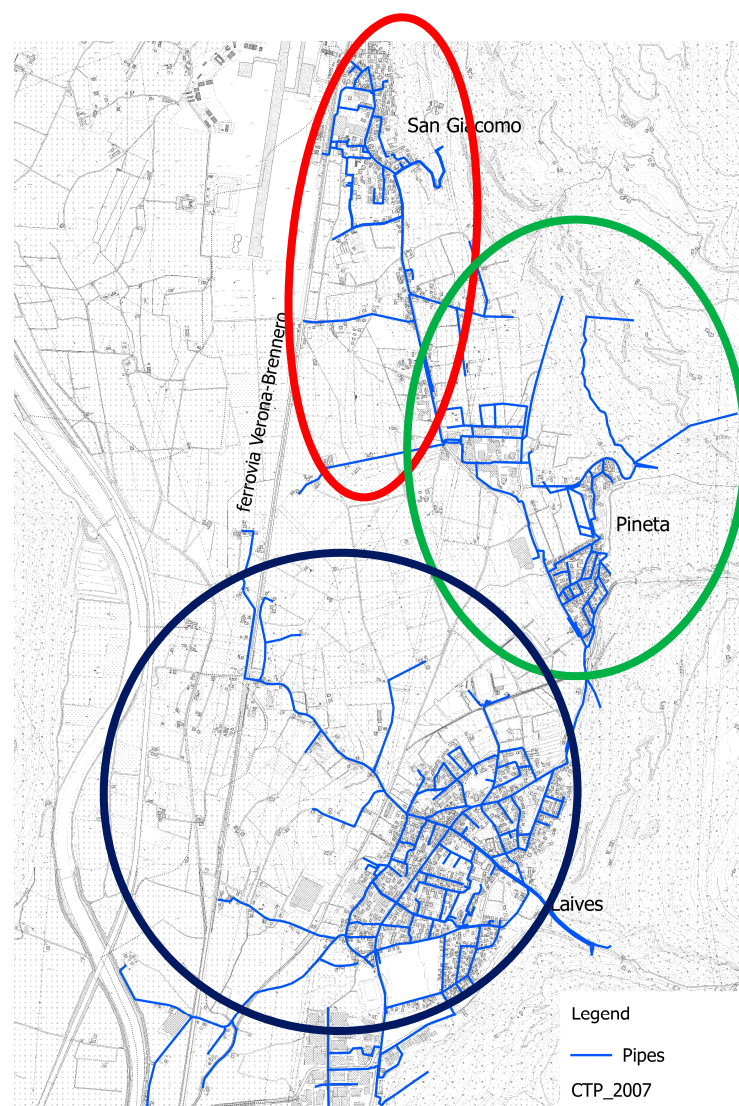 San Giacomo
ferrovia Verona-Brennero
Pineta
Laives
Legend
Pipes
CTP_2007